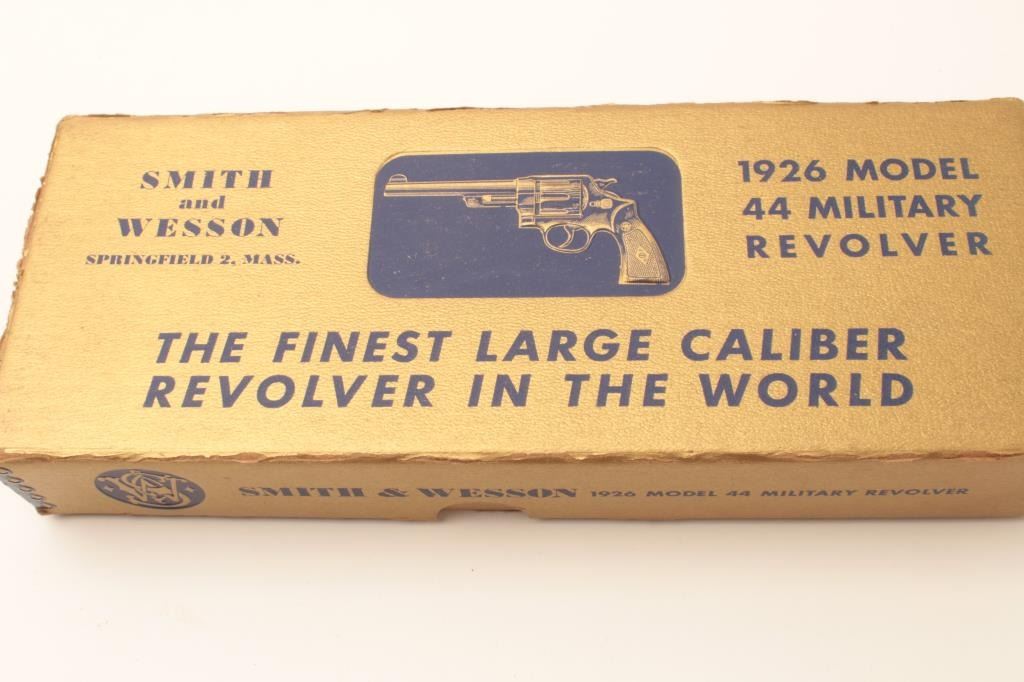 SMITH
and
WESSON
SPRINGFIELD 2, MASS.
1926 MODEL
44 MILITARY
REVOLVER
THE FINEST LARGE CALIBER
REVOLVER IN THE WORLD
SMITH & WESSON 1926 MODEL 44 MILITARY REVOLVER